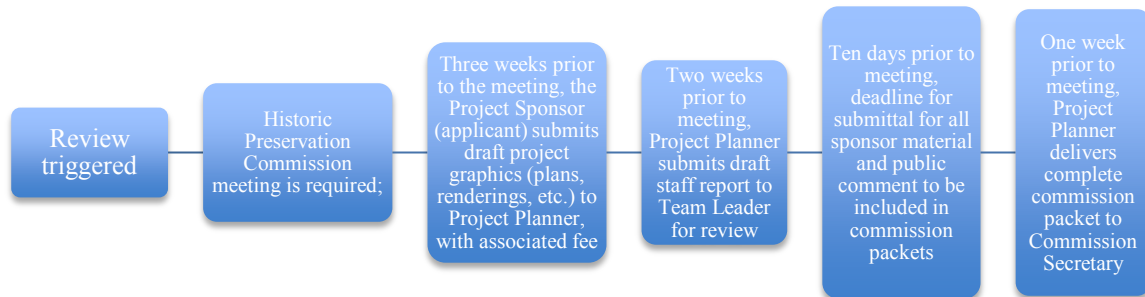 Review
triggered
Historic
Preservation
Commission
meeting is required;
Three weeks prior
to the meeting, the
Project Sponsor
(applicant) submits
draft project
graphics (plans,
renderings, etc.) to
Project Planner,
with associated fee
Two weeks
prior to
meeting,
Project Planner
submits draft
staff report to
Team Leader
for review
Ten days prior to
meeting,
deadline for
submittal for all
sponsor material
and public
comment to be
included in
commission
packets
One week
prior to
meeting,
Project
Planner
delivers
complete
commission
packet to
Commission
Secretary